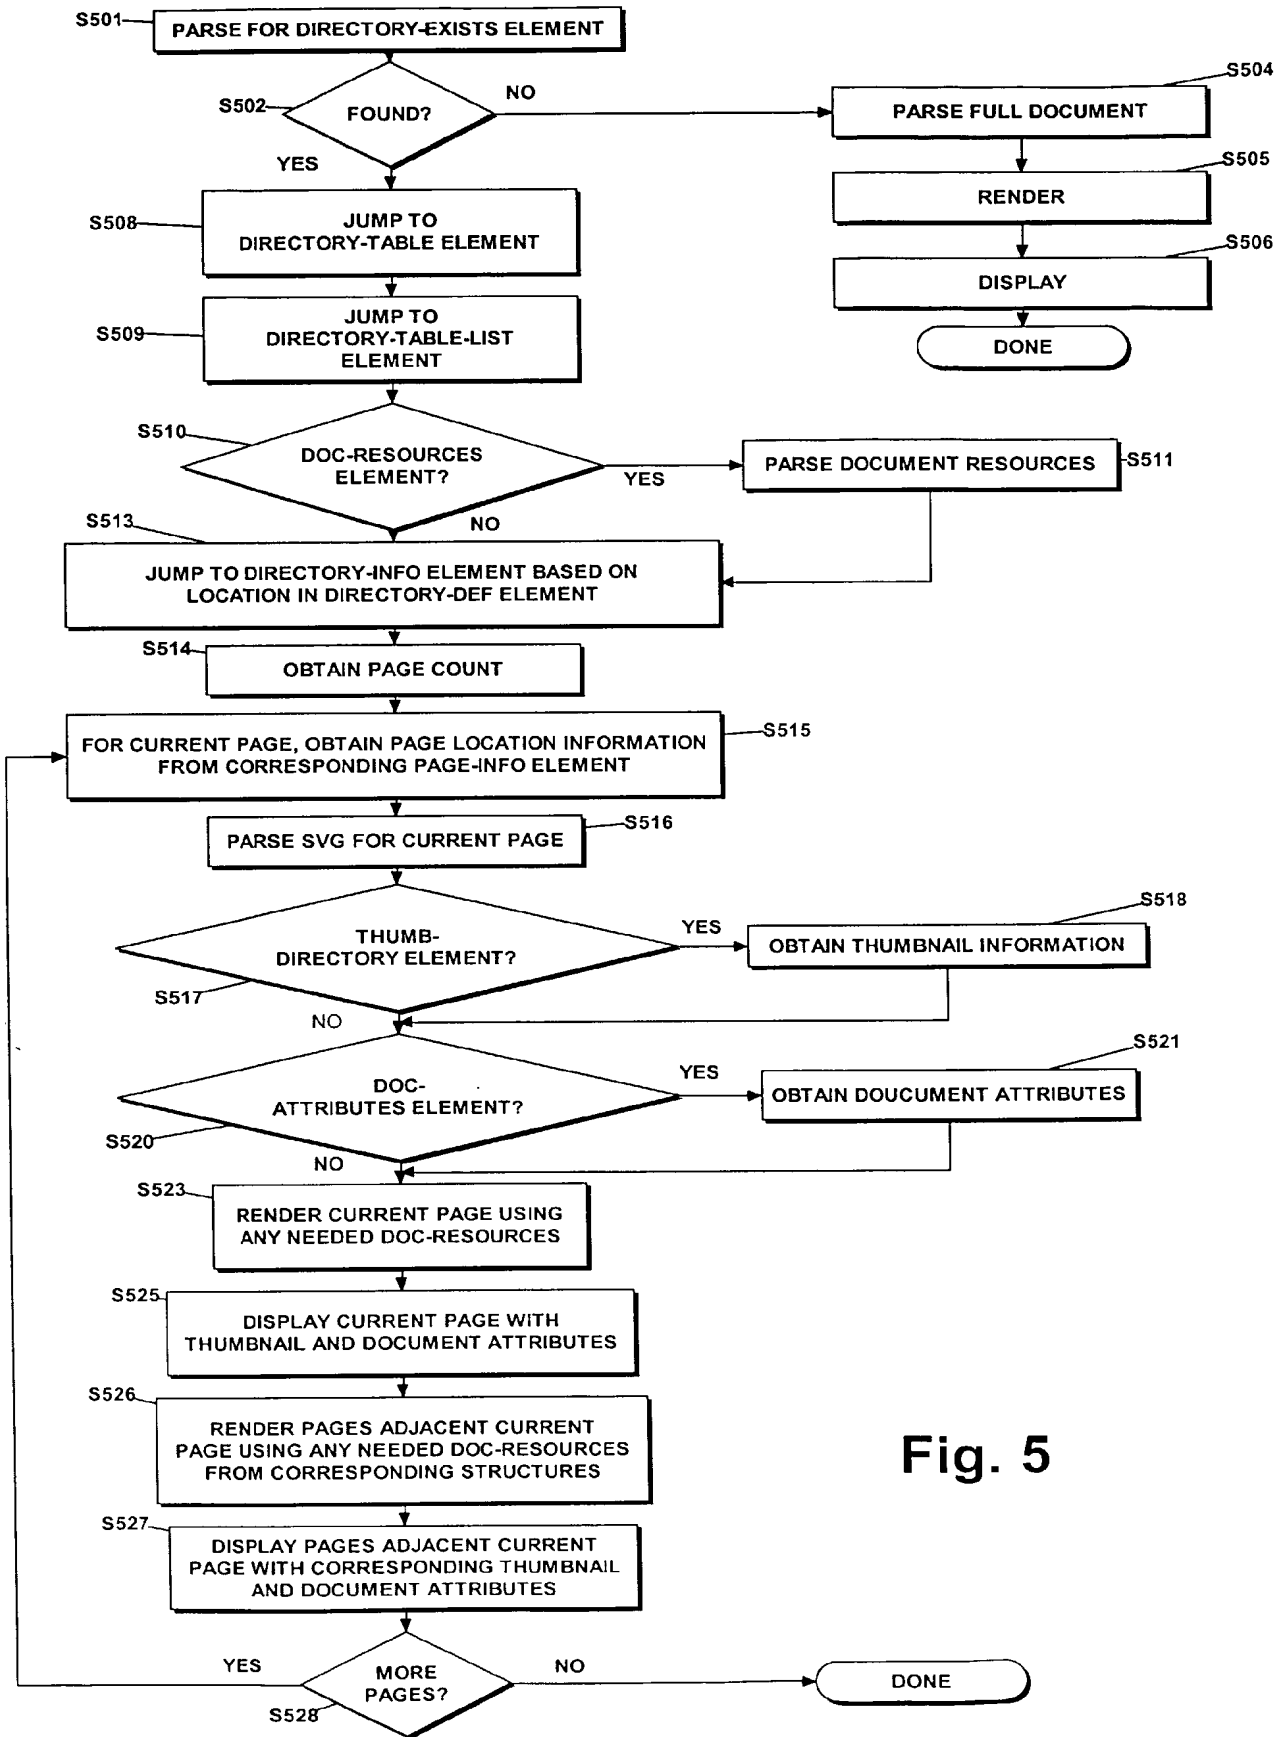 S501
PARSE FOR DIRECTORY-EXISTS ELEMENT
S502
FOUND?
NO
YES
S504
PARSE FULL DOCUMENT
S505
RENDER
S506
DISPLAY
DONE
S508
JUMP TO
DIRECTORY-TABLE ELEMENT
S509
JUMP TO
DIRECTORY-TABLE-LIST
ELEMENT
S510
DOC-RESOURCES
ELEMENT?
YES
PARSE DOCUMENT RESOURCES
S511
NO
S513
JUMP TO DIRECTORY-INFO ELEMENT BASED ON
LOCATION IN DIRECTORY-DEF ELEMENT
S514
OBTAIN PAGE COUNT
S515
FOR CURRENT PAGE, OBTAIN PAGE LOCATION INFORMATION
FROM CORRESPONDING PAGE-INFO ELEMENT
S516
PARSE SVG FOR CURRENT PAGE
THUMB-
DIRECTORY ELEMENT?
S517
YES
S518
OBTAIN THUMBNAIL INFORMATION
NO
DOC-
ATTRIBUTES ELEMENT?
S520
YES
S521
OBTAIN DOUCUMENT ATTRIBUTES
NO
S523
RENDER CURRENT PAGE USING
ANY NEEDED DOC-RESOURCES
S525
DISPLAY CURRENT PAGE WITH
THUMBNAIL AND DOCUMENT ATTRIBUTES
S526
RENDER PAGES ADJACENT CURRENT
PAGE USING ANY NEEDED DOC-RESOURCES
FROM CORRESPONDING STRUCTURES
Fig. 5
S527
DISPLAY PAGES ADJACENT CURRENT
PAGE WITH CORRESPONDING THUMBNAIL
AND DOCUMENT ATTRIBUTES
YES
MORE
PAGES?
S528
NO
DONE